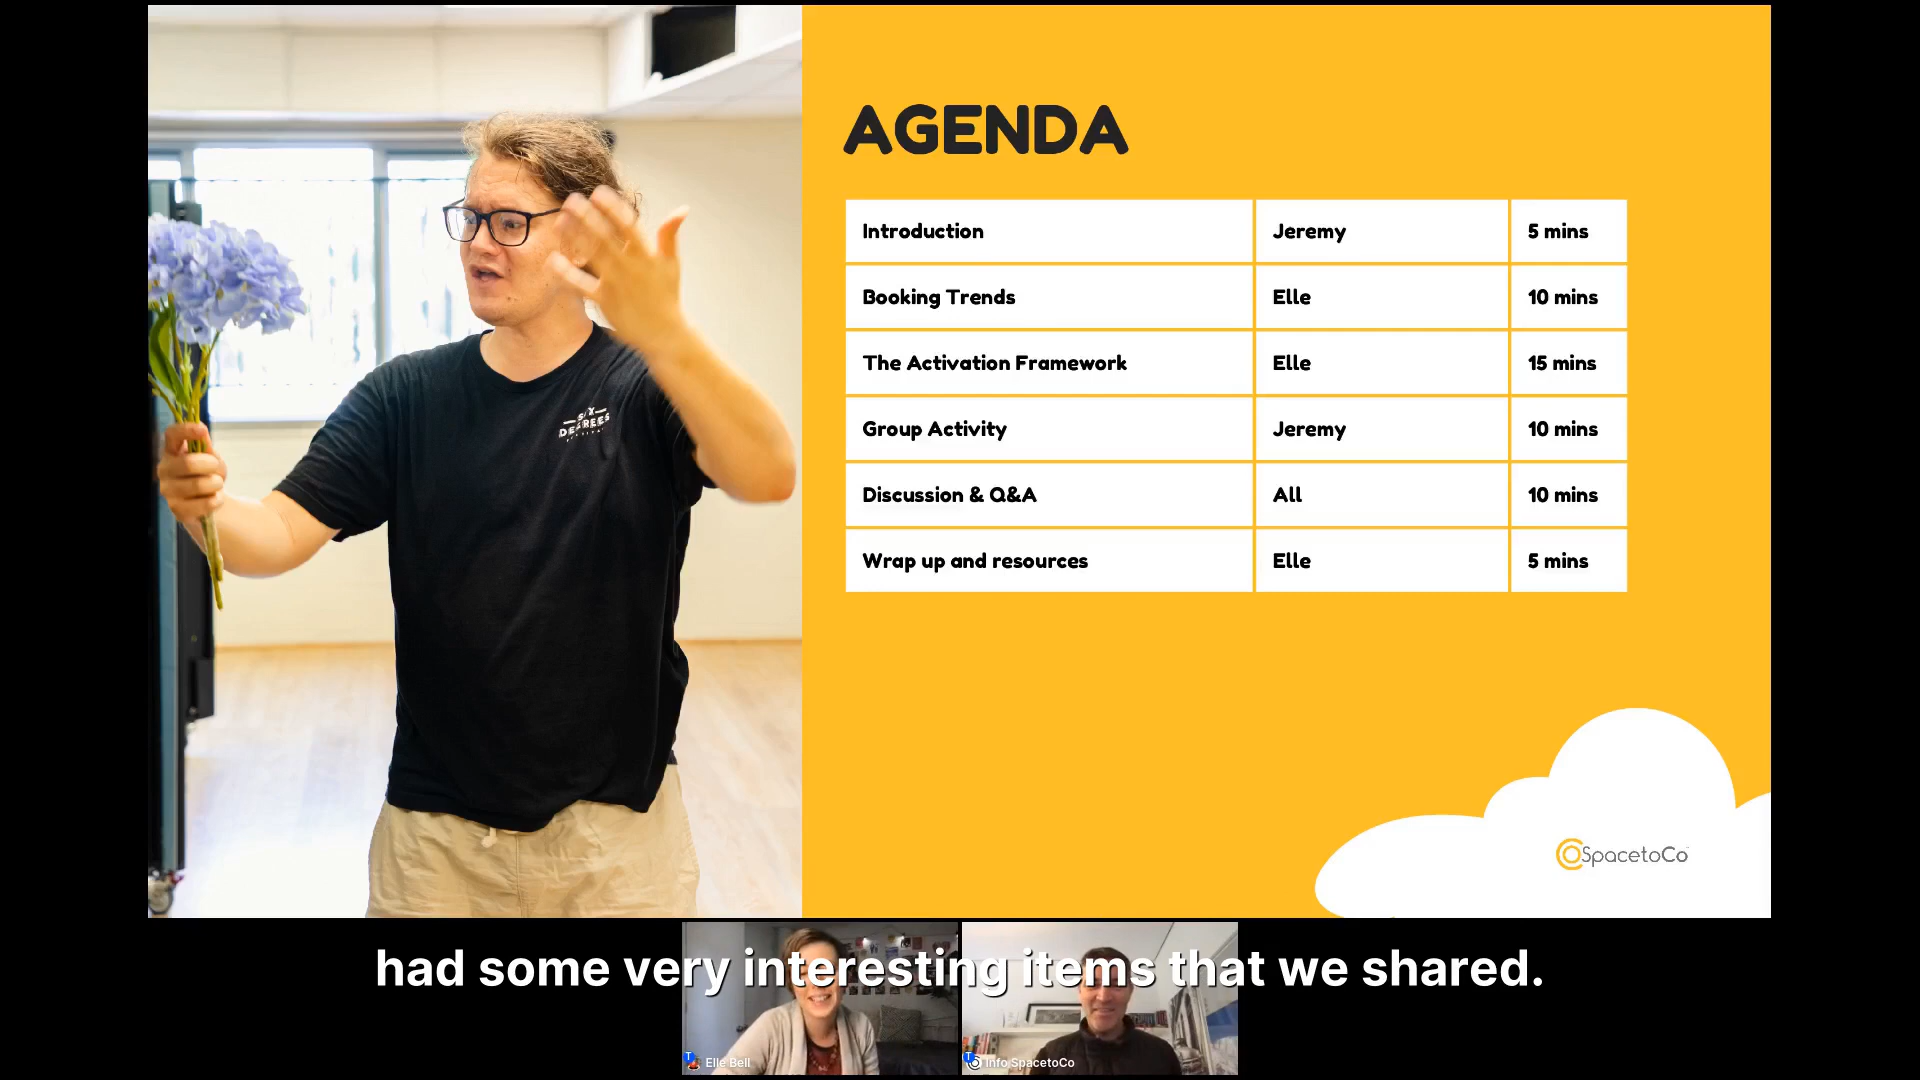 AGENDA
Introduction Jeremy 5 mins
Booking Trends Elle 10 mins
The Activation Framework Elle 15 mins
Group Activity Jeremy 10 mins
Discussion & Q&A All 10 mins
Wrap up and resources Elle 5 mins
SIX
DEGREES
SpacetoCo
had some very interesting items that we shared.
Elle Bell
Info SpacetoCo